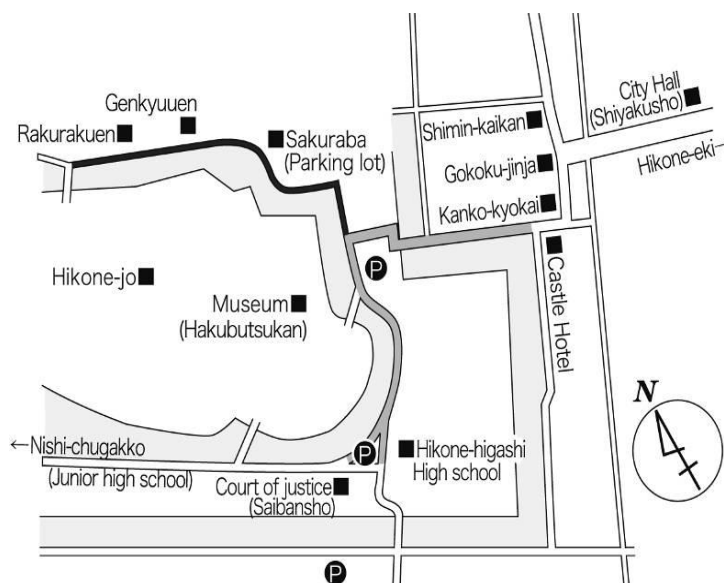 City Hall
(Shiyakusho)
Genkyuuen
Rakurakuen
Sakuraba
(Parking lot)
Shimin-kaikan
Gokoku-jinja
Hikone-eki→
Kanko-kyokai
P
Hikone-jo
Museum
(Hakubutsukan)
Castle Hotel
N
←Nishi-chugakko
(Junior high school)
P
Hikone-higashi
High school
Court of justice
(Saibansho)
P